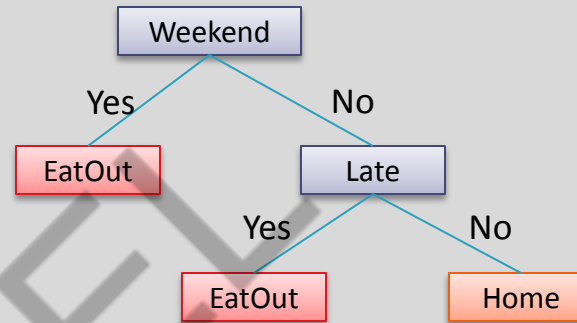 Weekend
Yes
No
EatOut
Late
Yes
No
EatOut
Home